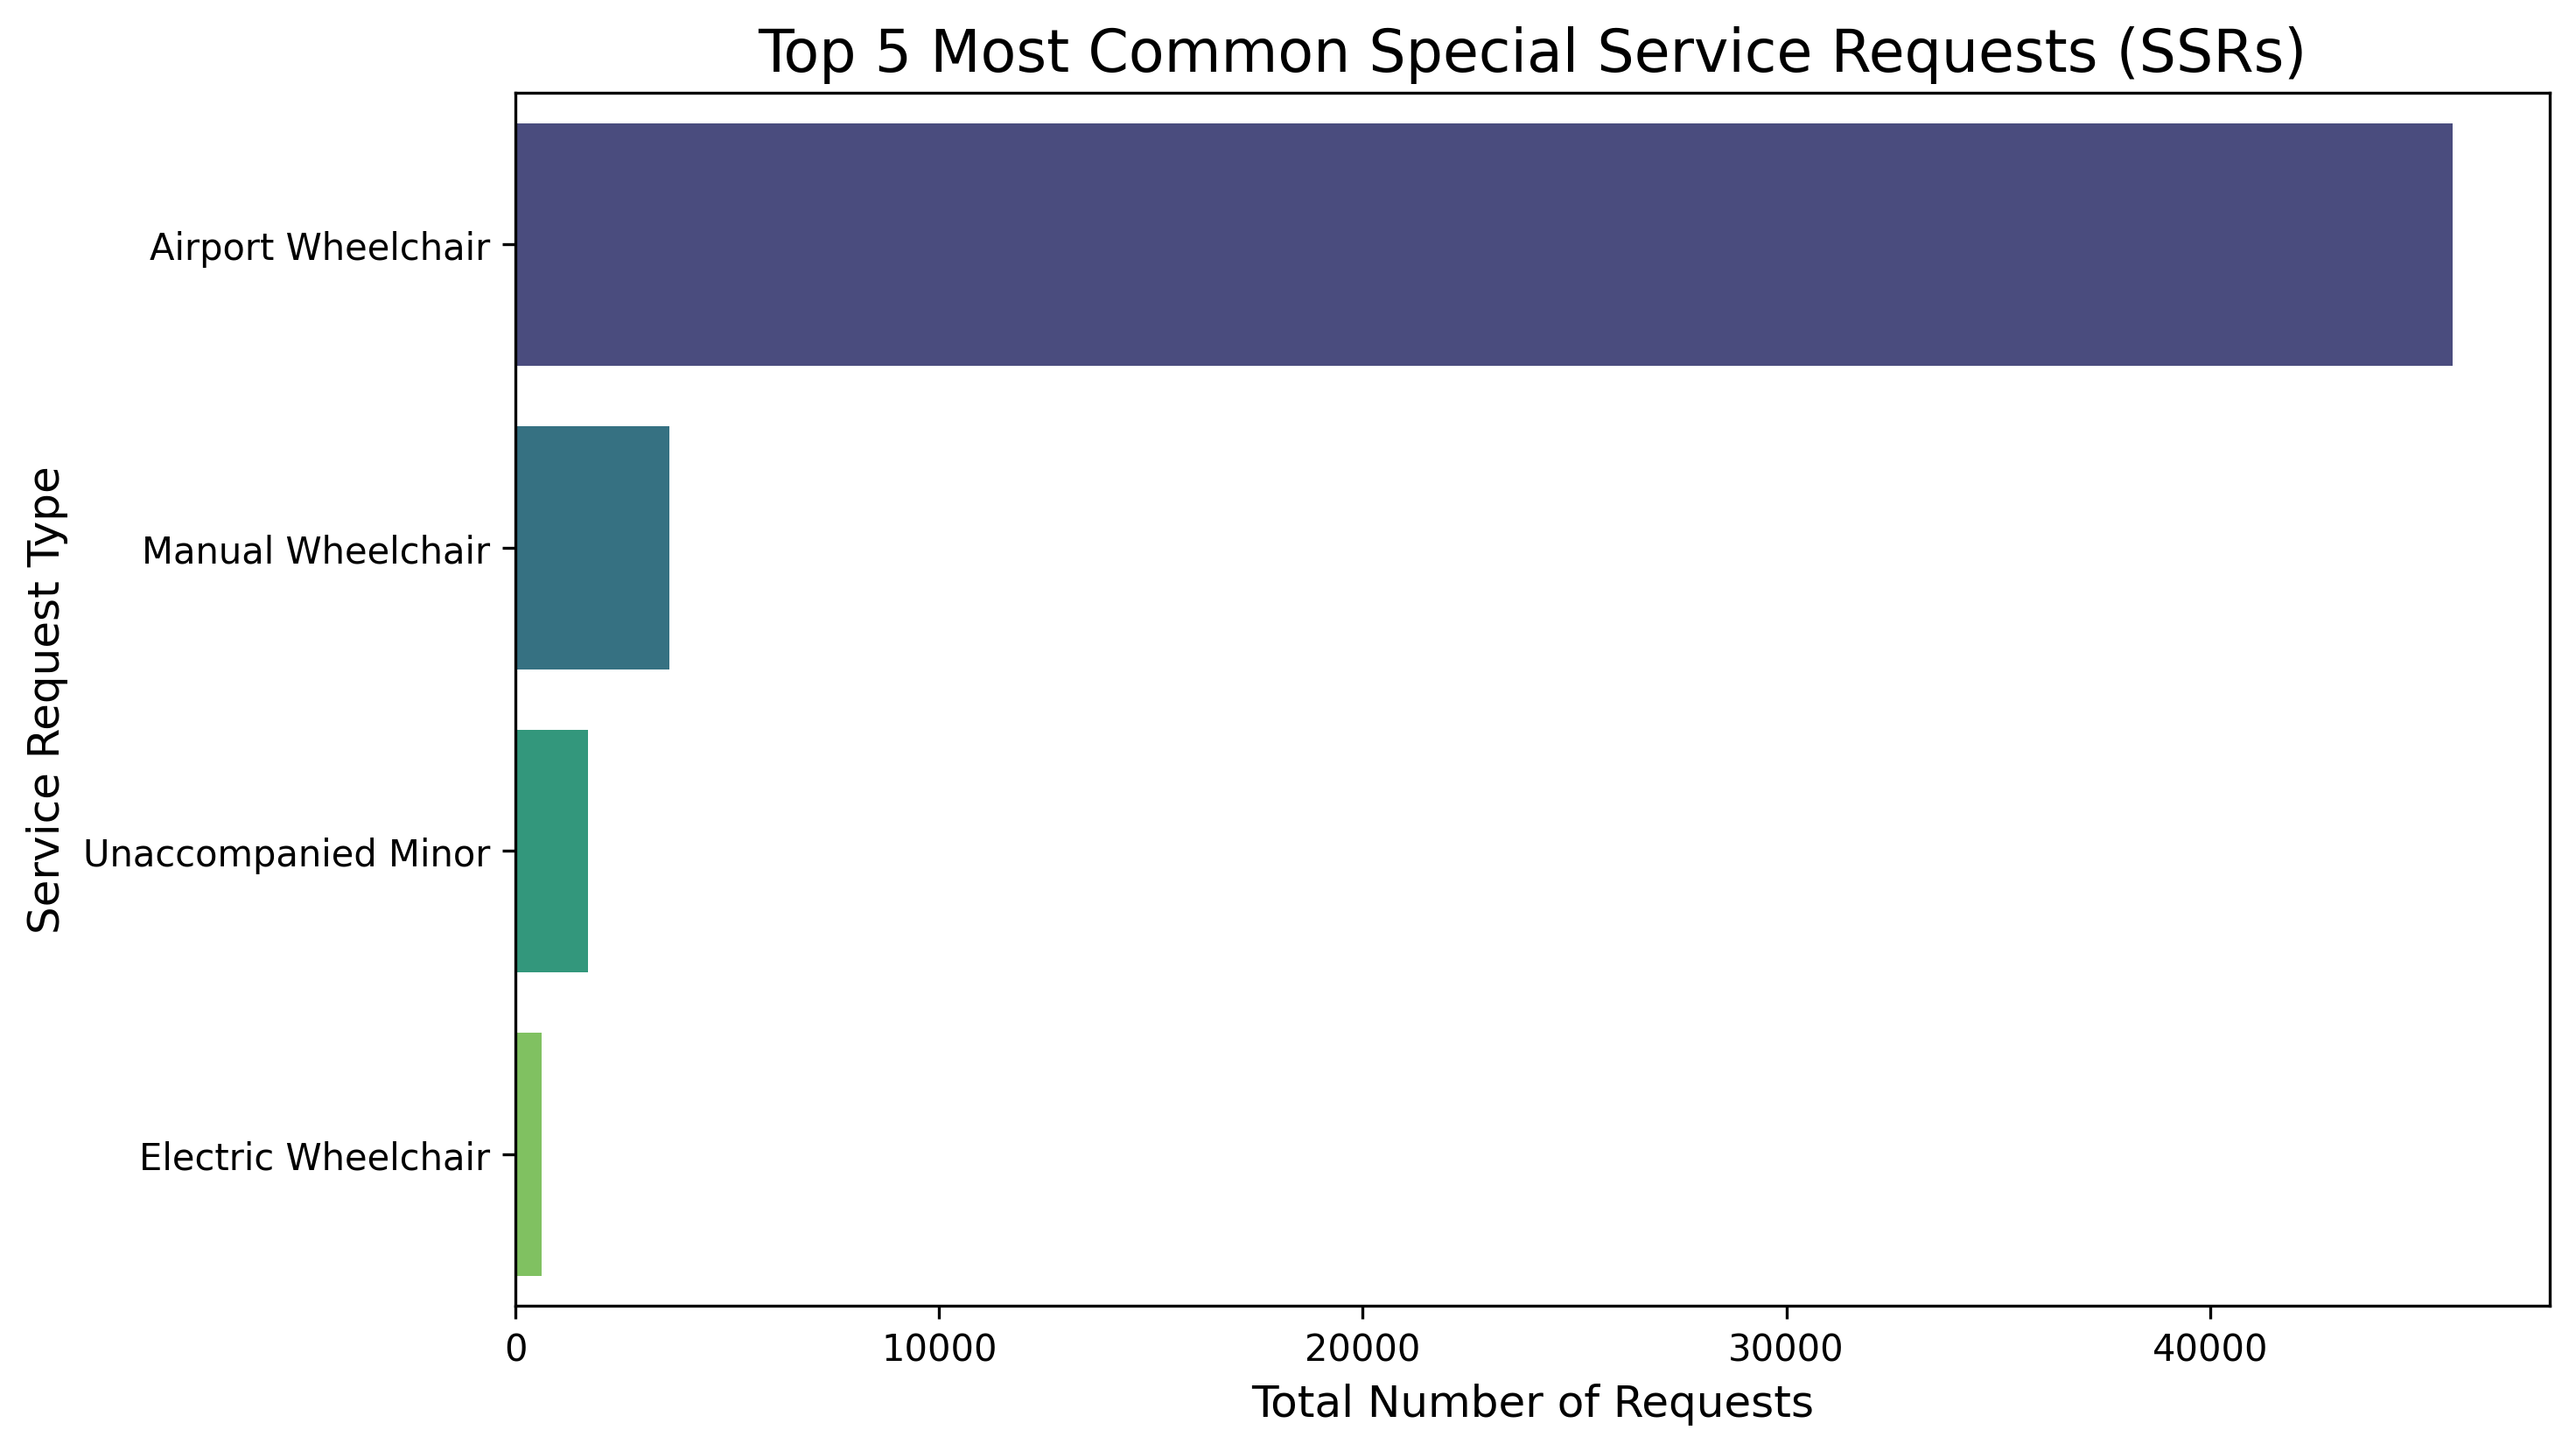 Top 5 Most Common Special Service Requests (SSRs)
Service Request Type
Airport Wheelchair
Manual Wheelchair
Unaccompanied Minor
Electric Wheelchair
0 10000 20000 30000 40000
Total Number of Requests